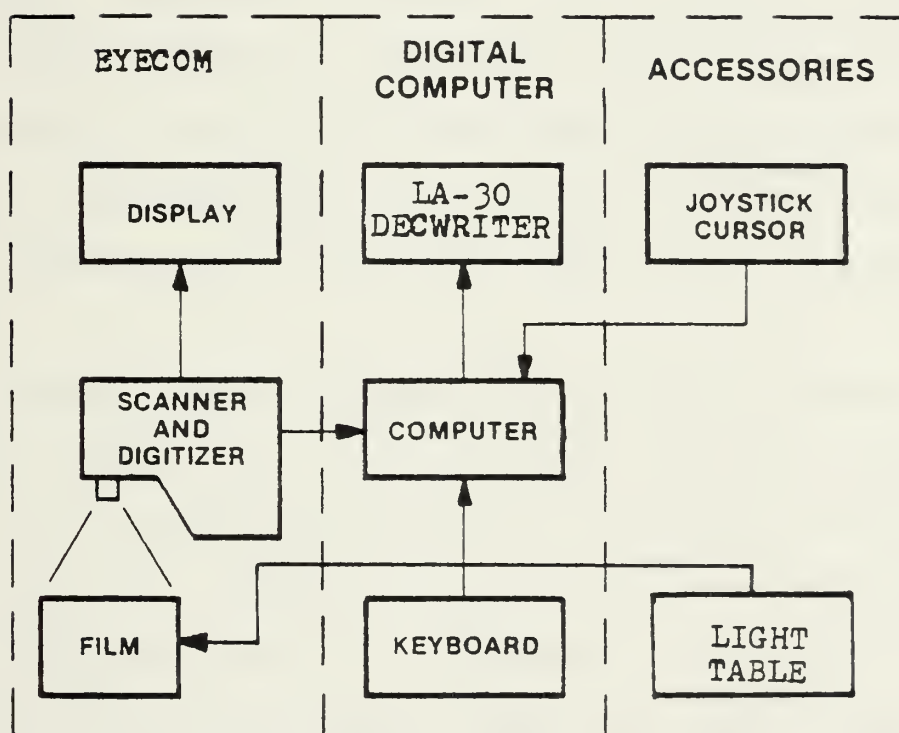 EYECOM
DIGITAL
COMPUTER
ACCESSORIES
DISPLAY
LA-30
DECWRITER
JOYSTICK
CURSOR
SCANNER
AND
DIGITIZER
COMPUTER
FILM
KEYBOARD
LIGHT
TABLE